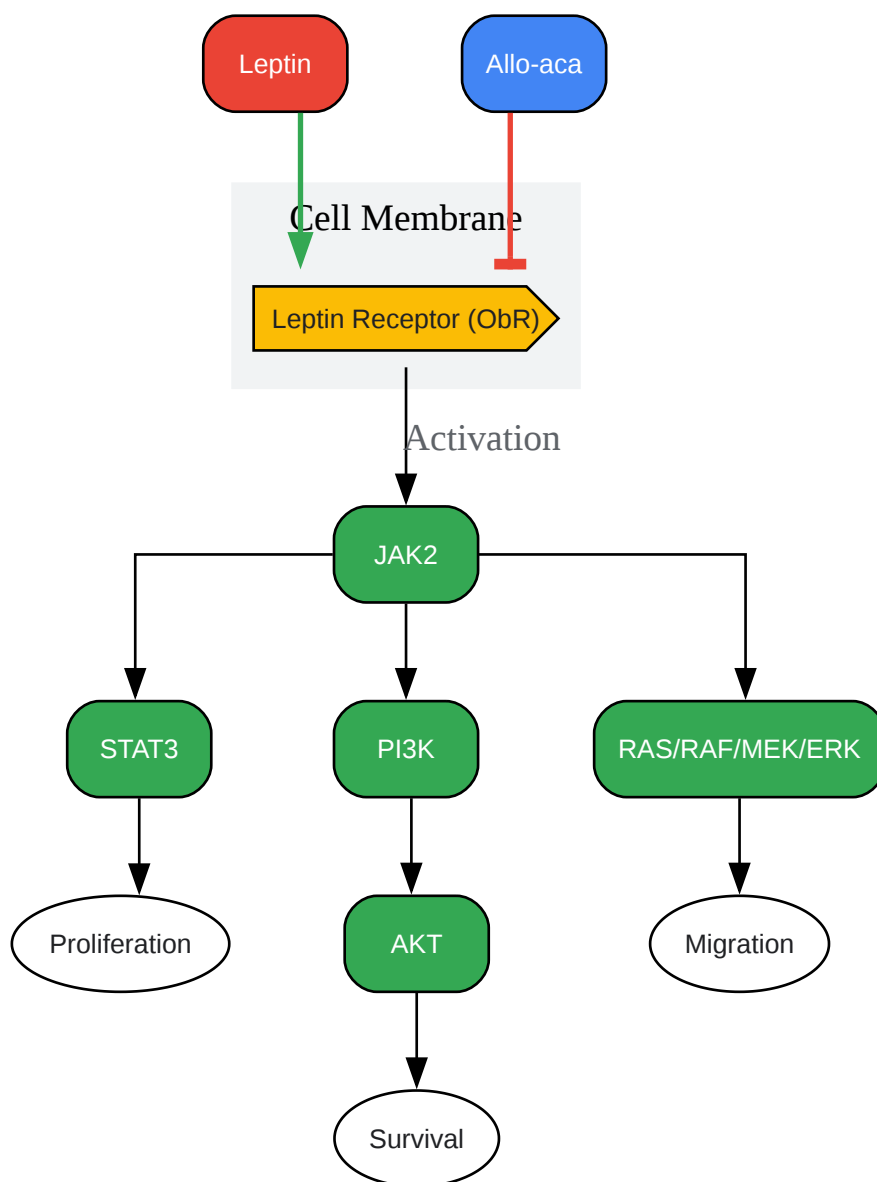 Leptin
Allo-aca
Cell Membrane
Leptin Receptor (ObR)
Activation
JAK2
STAT3
PI3K
RAS/RAF/MEK/ERK
Proliferation
AKT
Migration
Survival